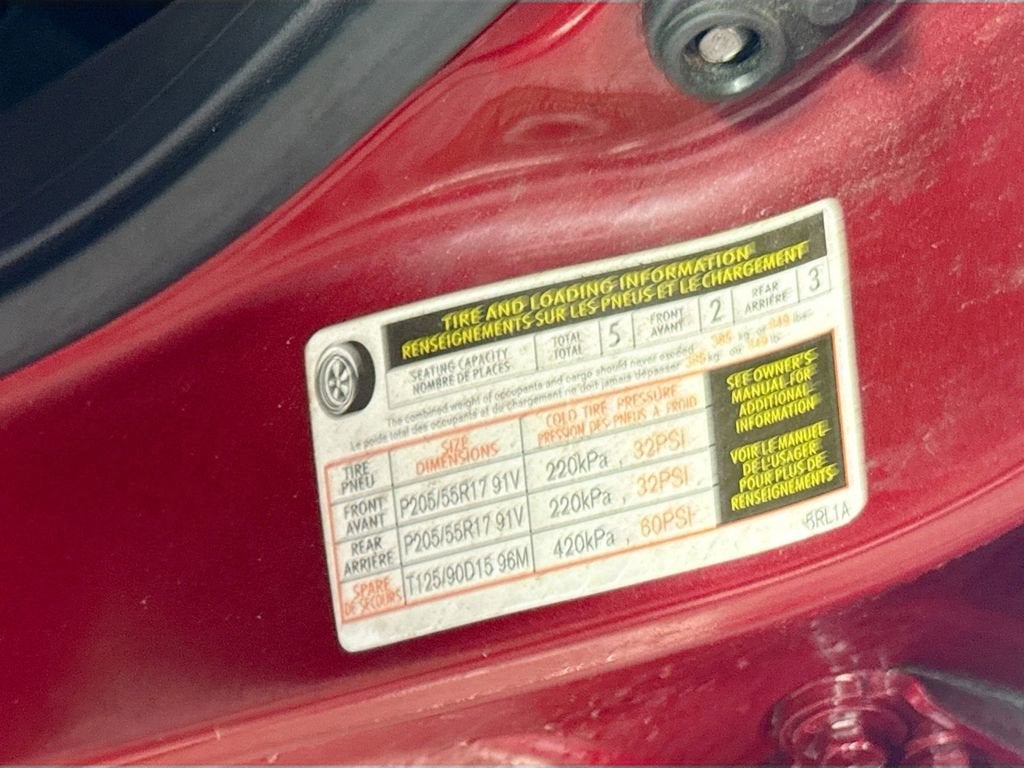 TIRE AND LOADING INFORMATION
RENSEIGNEMENTS SUR LES PNEUS ET LE CHARGEMENT
SEATING CAPACITY TOTAL 5 FRONT 2 REAR 3
NOMBRE DE PLACES TOTAL AVANT ARRIÈRE
The combined weight of occupants and cargo should never exceed 385 kg or 849 lbs.
Le poids total des occupants et du chargement ne doit jamais dépasser 385 kg ou 849 lb
TIRE SIZE COLD TIRE PRESSURE
PNEU DIMENSIONS PRESSION DES PNEUS À FROID
FRONT
AVANT P205/55R17 91V 220kPa , 32PSI
REAR
ARRIÈRE P205/55R17 91V 220kPa , 32PSI
SPARE
DE SECOURS T125/90D15 96M 420kPa , 60PSI
SEE OWNER'S
MANUAL FOR
ADDITIONAL
INFORMATION
VOIR LE MANUEL
DE L'USAGER
POUR PLUS DE
RENSEIGNEMENTS
5RL1A